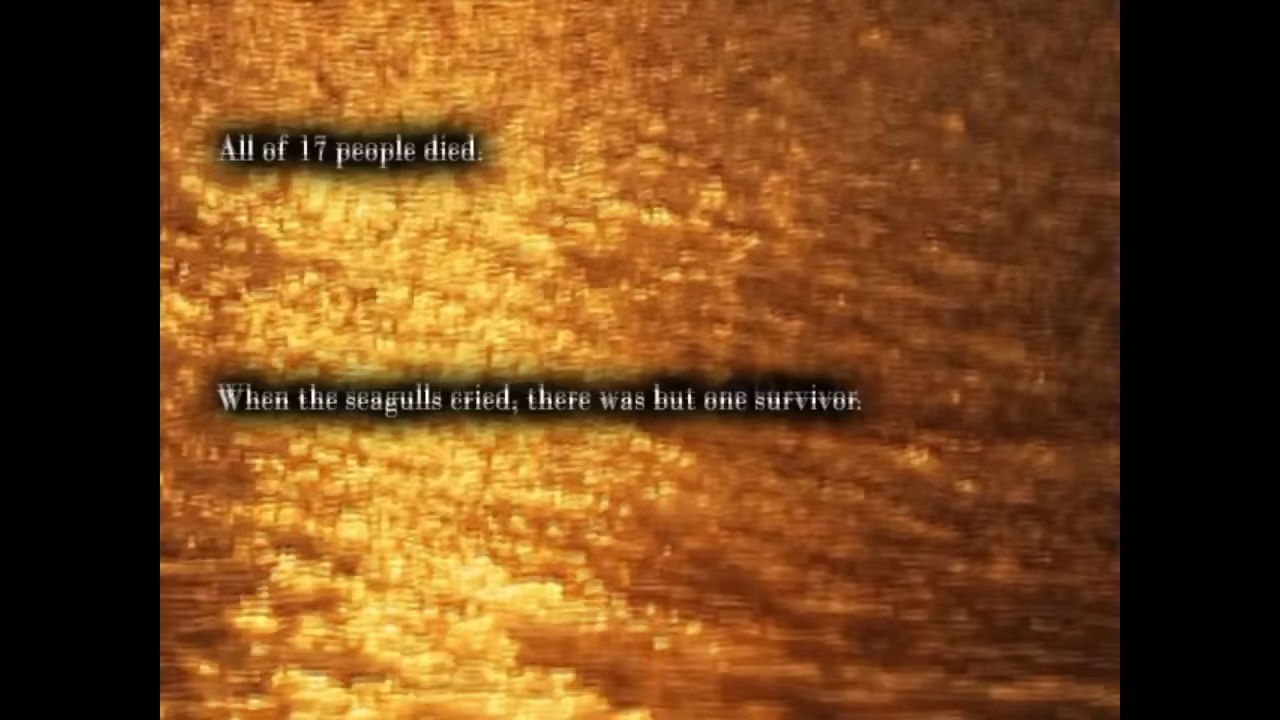 All of 17 people died.
When the seagulls cried, there was but one survivor.